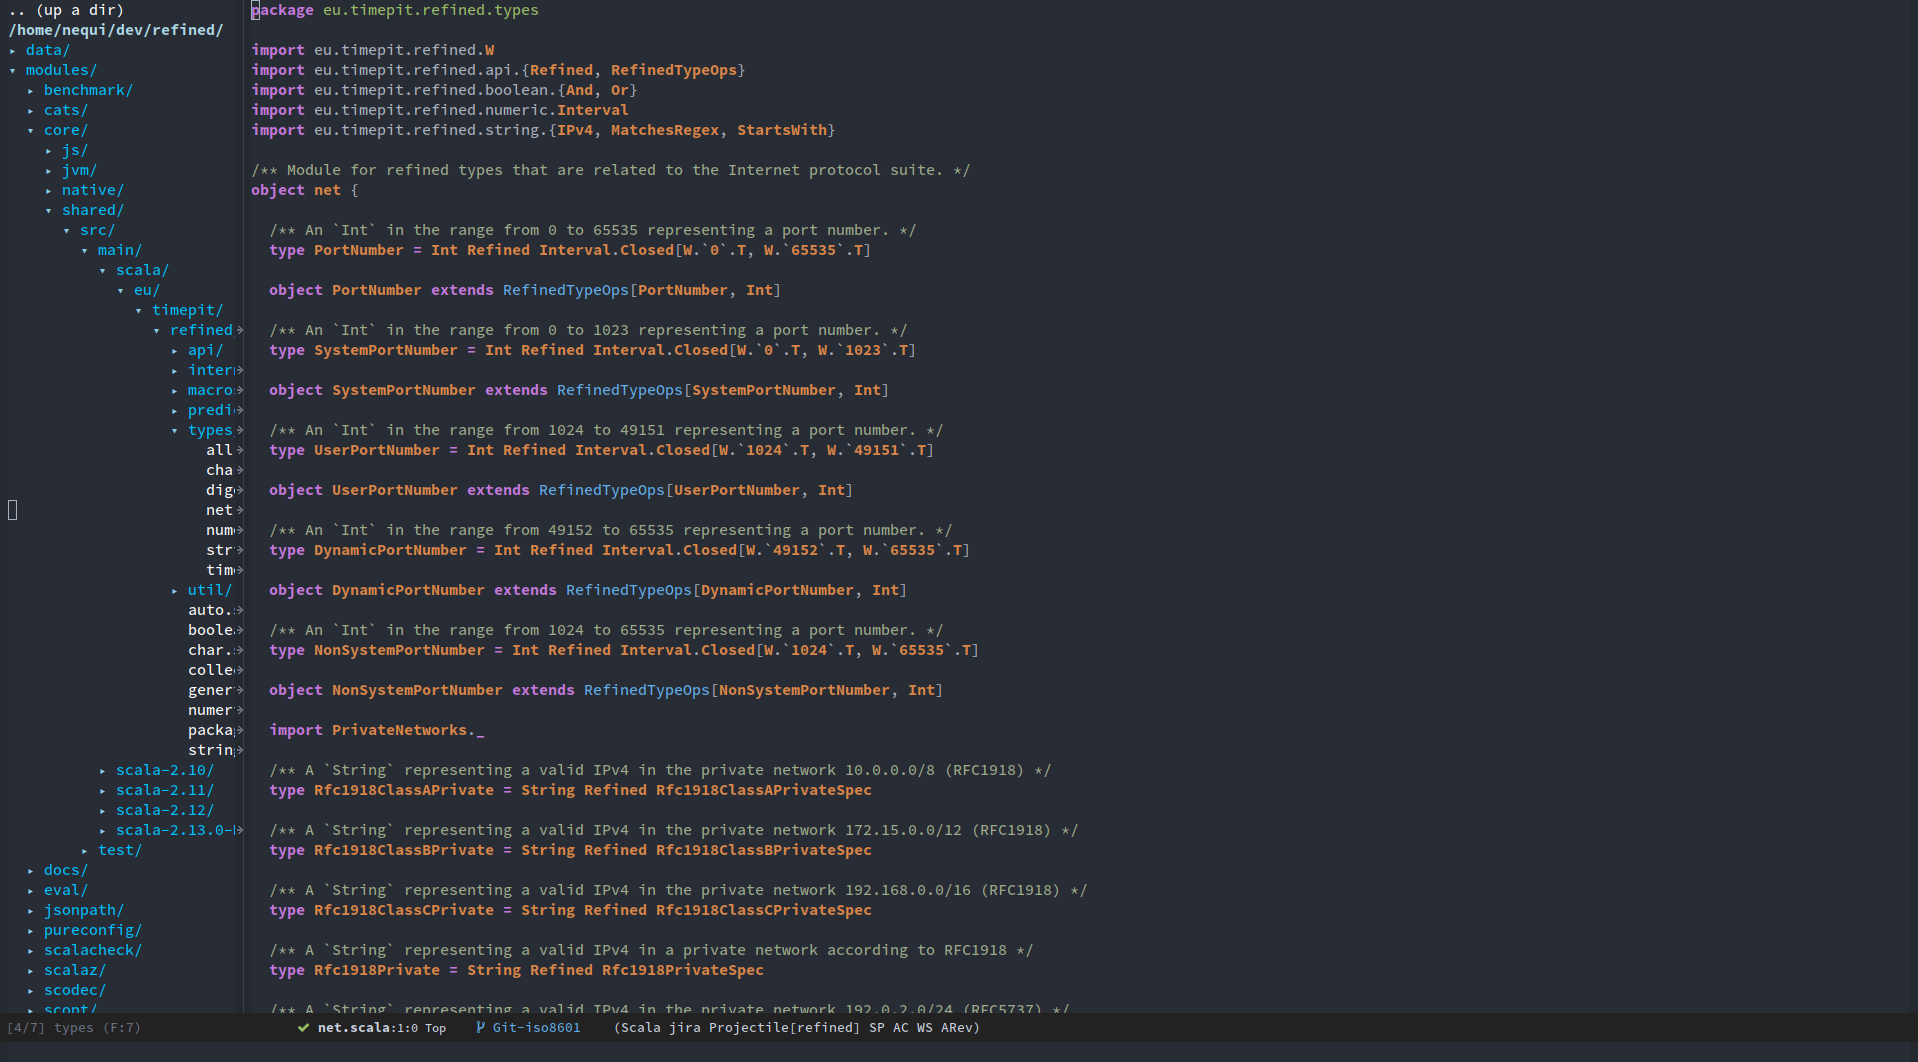 .. (up a dir)
/home/nequi/dev/refined/
▸ data/
▾ modules/
▸ benchmark/
▸ cats/
▾ core/
▸ js/
▸ jvm/
▸ native/
▾ shared/
▾ src/
▾ main/
▾ scala/
▾ eu/
▾ timepit/
▾ refined
▸ api/
▸ inter
▸ macro
▸ predi
▾ types
all
cha
dig
net
num
str
tim
▸ util/
auto.
boole
char.
colle
gener
numer
packa
string
▸ scala-2.10/
▸ scala-2.11/
▸ scala-2.12/
▸ scala-2.13.0-
▸ test/
▸ docs/
▸ eval/
▸ jsonpath/
▸ pureconfig/
▸ scalacheck/
▸ scalaz/
▸ scodec/
▸ scopt/
package eu.timepit.refined.types
import eu.timepit.refined.W
import eu.timepit.refined.api.{Refined, RefinedTypeOps}
import eu.timepit.refined.boolean.{And, Or}
import eu.timepit.refined.numeric.Interval
import eu.timepit.refined.string.{IPv4, MatchesRegex, StartsWith}
/** Module for refined types that are related to the Internet protocol suite. */
object net {
/** An `Int` in the range from 0 to 65535 representing a port number. */
type PortNumber = Int Refined Interval.Closed[W.`0`.T, W.`65535`.T]
object PortNumber extends RefinedTypeOps[PortNumber, Int]
/** An `Int` in the range from 0 to 1023 representing a port number. */
type SystemPortNumber = Int Refined Interval.Closed[W.`0`.T, W.`1023`.T]
object SystemPortNumber extends RefinedTypeOps[SystemPortNumber, Int]
/** An `Int` in the range from 1024 to 49151 representing a port number. */
type UserPortNumber = Int Refined Interval.Closed[W.`1024`.T, W.`49151`.T]
object UserPortNumber extends RefinedTypeOps[UserPortNumber, Int]
/** An `Int` in the range from 49152 to 65535 representing a port number. */
type DynamicPortNumber = Int Refined Interval.Closed[W.`49152`.T, W.`65535`.T]
object DynamicPortNumber extends RefinedTypeOps[DynamicPortNumber, Int]
/** An `Int` in the range from 1024 to 65535 representing a port number. */
type NonSystemPortNumber = Int Refined Interval.Closed[W.`1024`.T, W.`65535`.T]
object NonSystemPortNumber extends RefinedTypeOps[NonSystemPortNumber, Int]
import PrivateNetworks._
/** A `String` representing a valid IPv4 in the private network 10.0.0.0/8 (RFC1918) */
type Rfc1918ClassAPrivate = String Refined Rfc1918ClassAPrivateSpec
/** A `String` representing a valid IPv4 in the private network 172.15.0.0/12 (RFC1918) */
type Rfc1918ClassBPrivate = String Refined Rfc1918ClassBPrivateSpec
/** A `String` representing a valid IPv4 in the private network 192.168.0.0/16 (RFC1918) */
type Rfc1918ClassCPrivate = String Refined Rfc1918ClassCPrivateSpec
/** A `String` representing a valid IPv4 in a private network according to RFC1918 */
type Rfc1918Private = String Refined Rfc1918PrivateSpec
/** A `String` representing a valid IPv4 in the private network 192.0.2.0/24 (RFC5737) */
[4/7] types (F:7)
✔ net.scala:1:0 Top Git-iso8601 (Scala jira Projectile[refined] SP AC WS ARev)